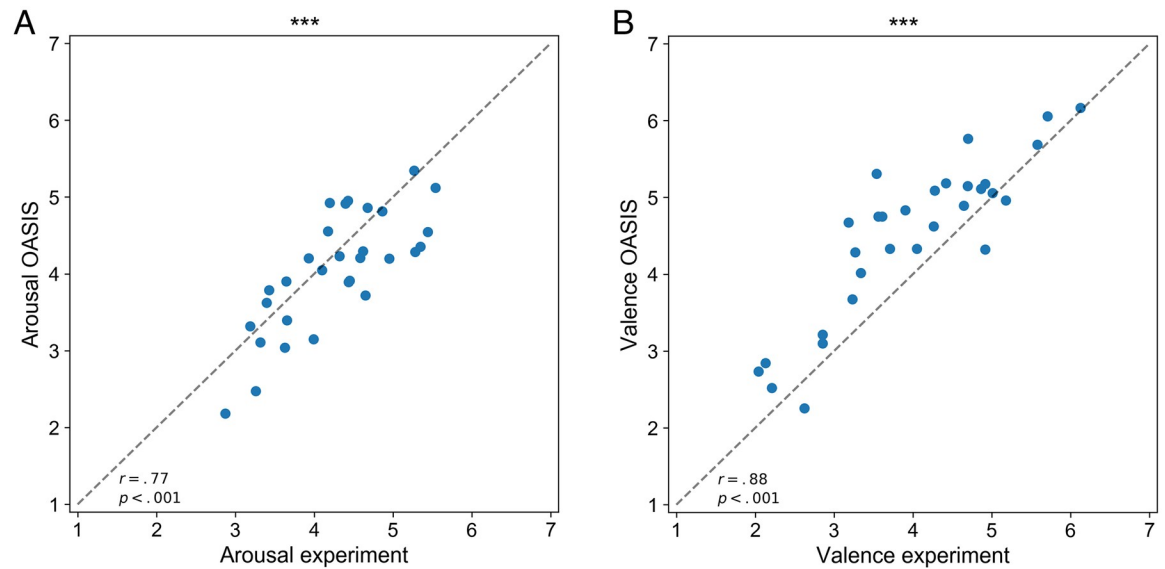 A
***
7
6
5
4
3
2
1
Arousal OASIS
r = .77
p < .001
1 2 3 4 5 6 7
Arousal experiment
B
***
7
6
5
4
3
2
1
Valence OASIS
r = .88
p < .001
1 2 3 4 5 6 7
Valence experiment